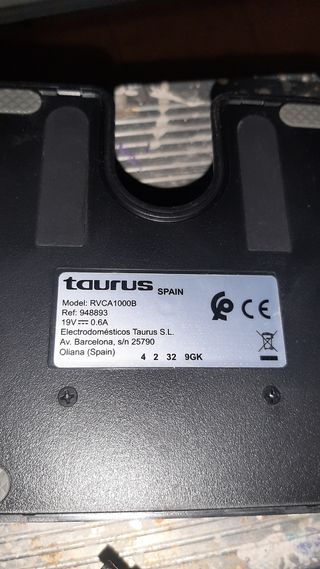 taurus SPAIN
Model: RVCA1000B
Ref: 948893
19V⎓0.6A
Electrodomésticos Taurus S.L.
Av. Barcelona, s/n 25790
Oliana (Spain)
4 2 32 9GK
CE